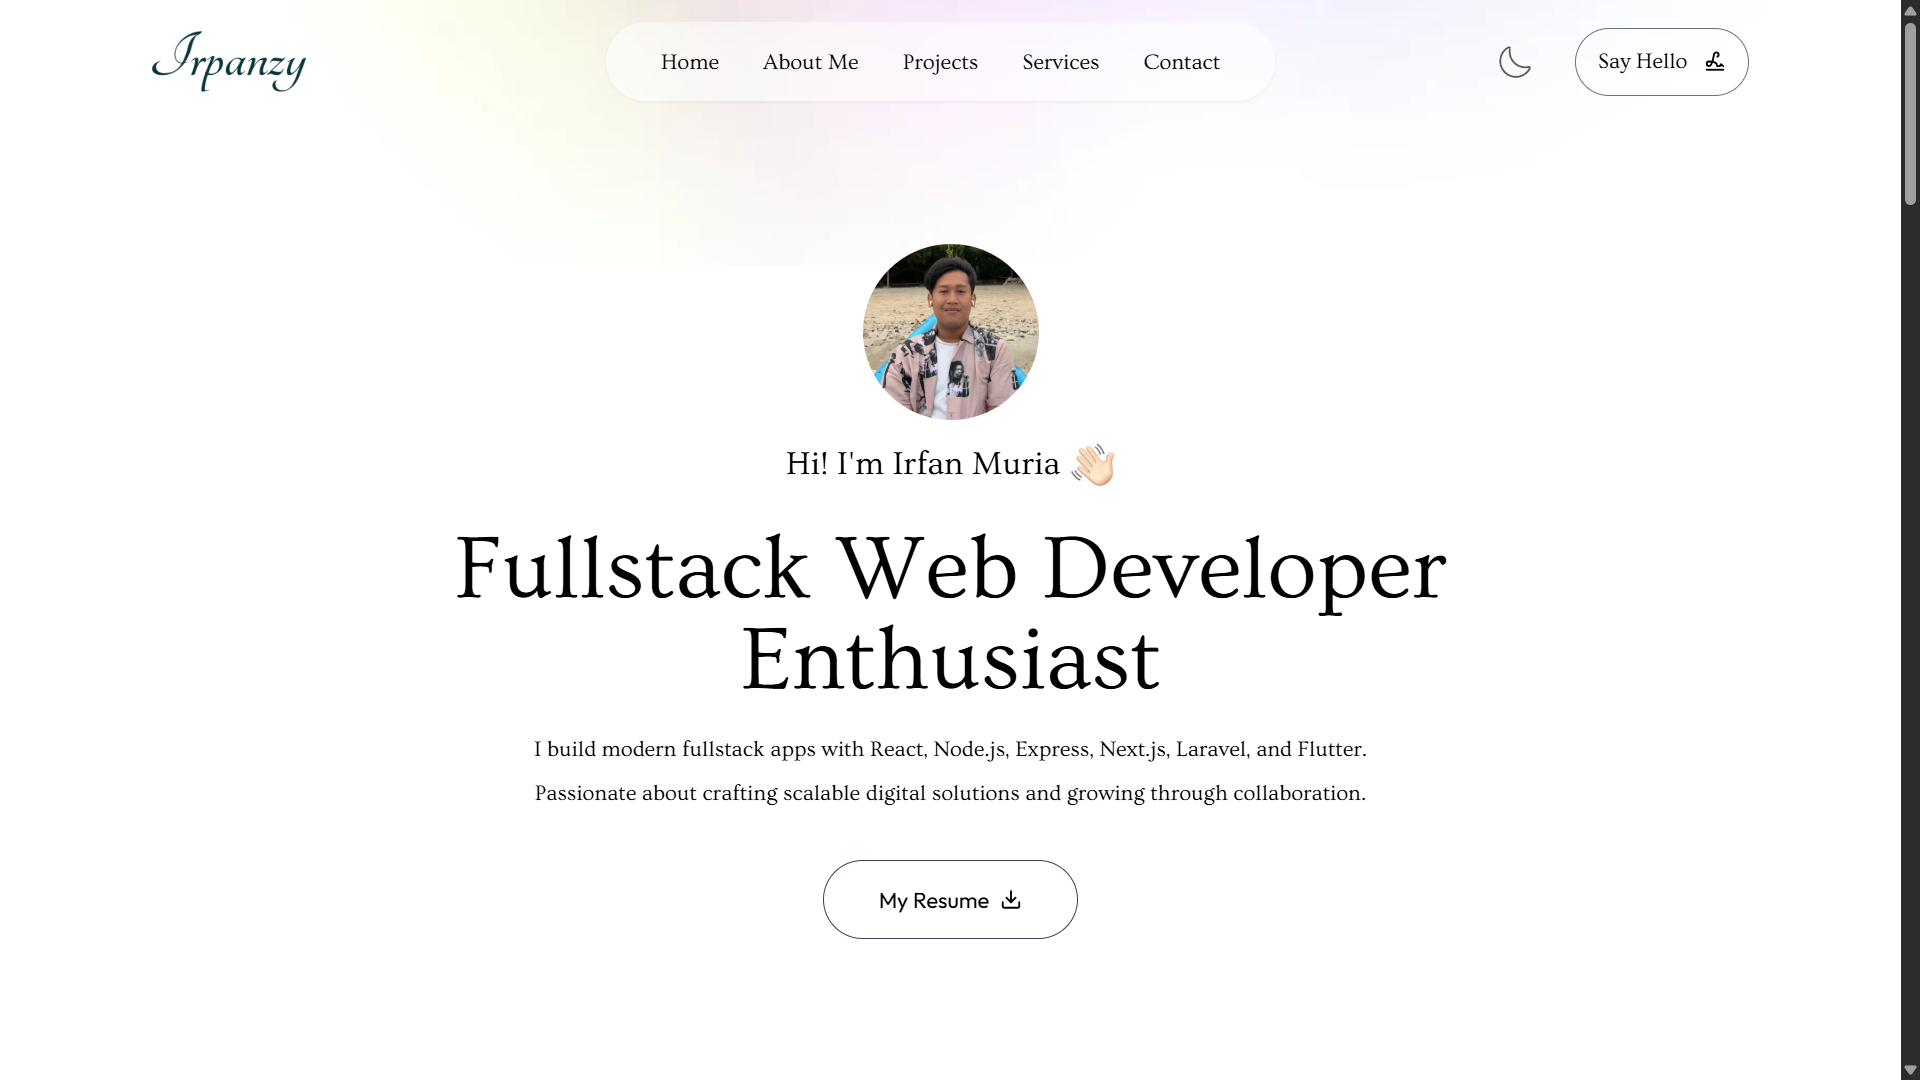 Irpanzy
Home About Me Projects Services Contact
Say Hello
Hi! I'm Irfan Muria 👋🏻
Fullstack Web Developer
Enthusiast
I build modern fullstack apps with React, Node.js, Express, Next.js, Laravel, and Flutter.
Passionate about crafting scalable digital solutions and growing through collaboration.
My Resume